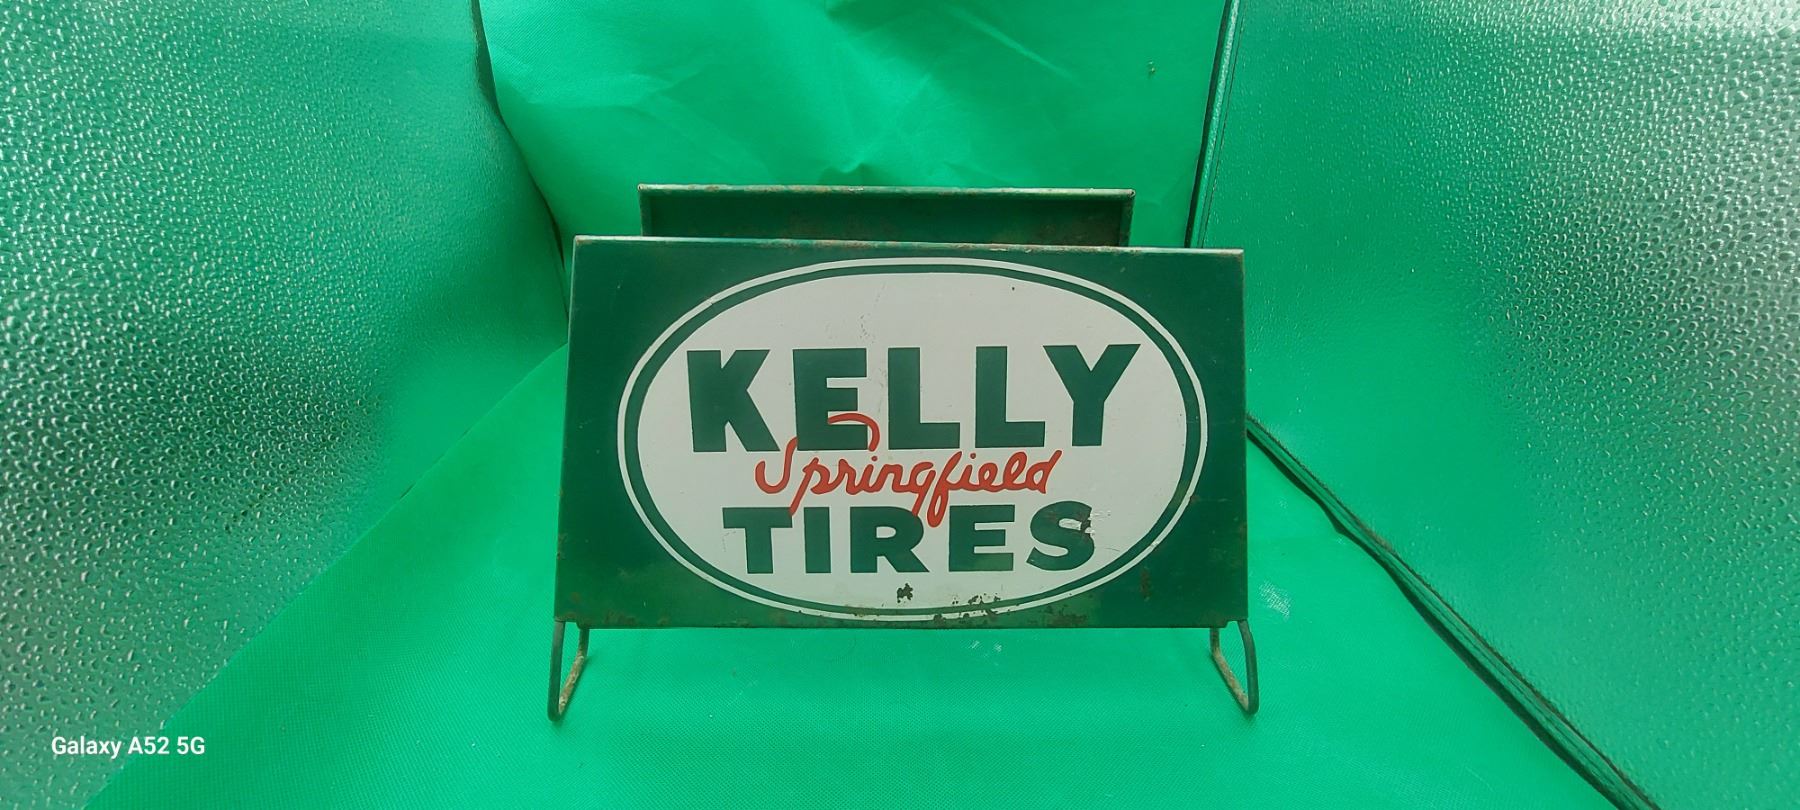 KELLY
Springfield
TIRES
Galaxy A52 5G